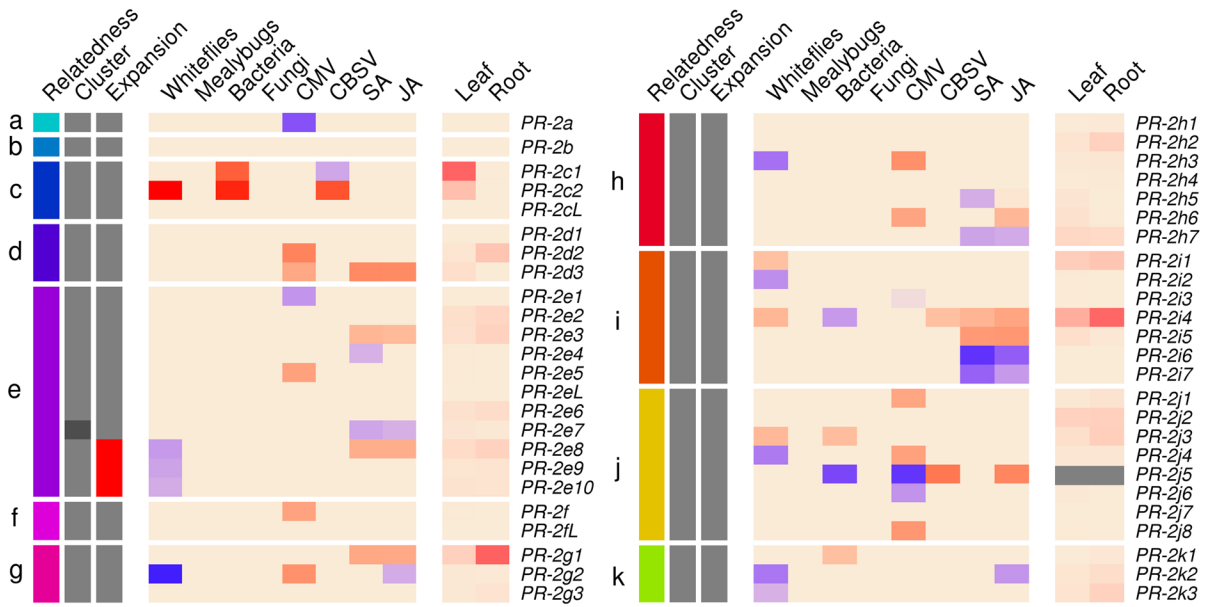 Relatedness
Cluster
Expansion
Whiteflies
Mealybugs
Bacteria
Fungi
CMV
CBSV
SA
JA
Leaf
Root
a
PR-2a
b
PR-2b
c
PR-2c1
PR-2c2
PR-2cL
d
PR-2d1
PR-2d2
PR-2d3
e
PR-2e1
PR-2e2
PR-2e3
PR-2e4
PR-2e5
PR-2eL
PR-2e6
PR-2e7
PR-2e8
PR-2e9
PR-2e10
f
PR-2f
PR-2fL
g
PR-2g1
PR-2g2
PR-2g3
Relatedness
Cluster
Expansion
Whiteflies
Mealybugs
Bacteria
Fungi
CMV
CBSV
SA
JA
Leaf
Root
h
PR-2h1
PR-2h2
PR-2h3
PR-2h4
PR-2h5
PR-2h6
PR-2h7
i
PR-2i1
PR-2i2
PR-2i3
PR-2i4
PR-2i5
PR-2i6
PR-2i7
j
PR-2j1
PR-2j2
PR-2j3
PR-2j4
PR-2j5
PR-2j6
PR-2j7
PR-2j8
k
PR-2k1
PR-2k2
PR-2k3